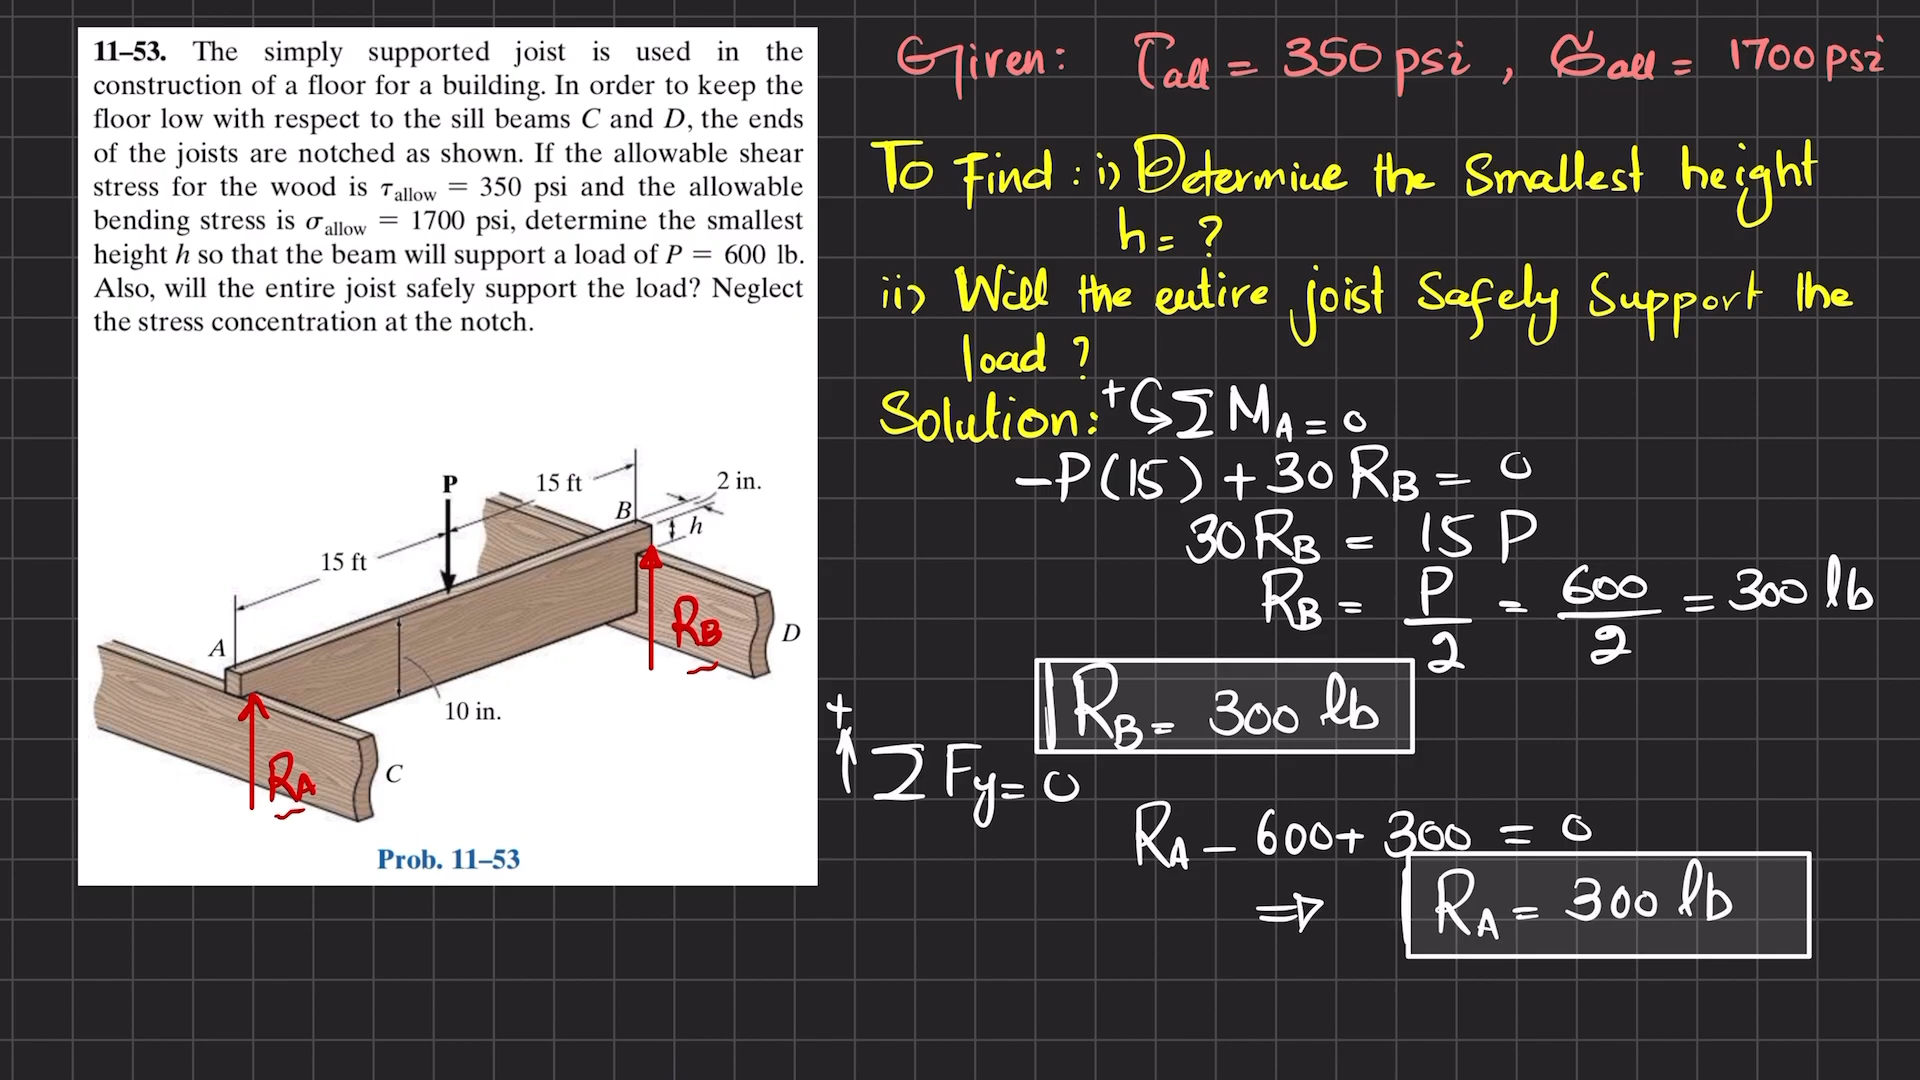 11–53. The simply supported joist is used in the
construction of a floor for a building. In order to keep the
floor low with respect to the sill beams C and D, the ends
of the joists are notched as shown. If the allowable shear
stress for the wood is τallow = 350 psi and the allowable
bending stress is σallow = 1700 psi, determine the smallest
height h so that the beam will support a load of P = 600 lb.
Also, will the entire joist safely support the load? Neglect
the stress concentration at the notch.
P
15 ft
2 in.
B
h
15 ft
A
RB
D
10 in.
RA
C
Prob. 11–53
Given: τall = 350 psi , σall = 1700 psi
To Find : i) Determine the Smallest height
h = ?
ii) Will the entire joist Safely Support the
load ?
Solution: +↺ΣMA = 0
-P(15) + 30 RB = 0
30RB = 15 P
RB = P/2 = 600/2 = 300 lb
RB = 300 lb
+↑ ΣFy = 0
RA - 600 + 300 = 0
⇒ RA = 300 lb